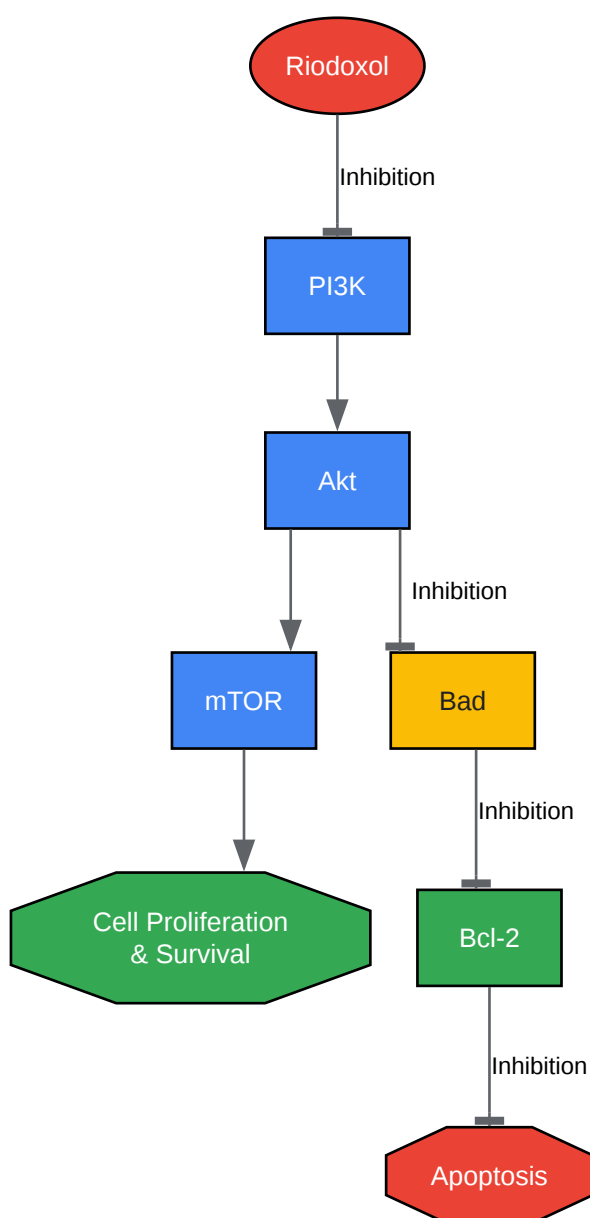 Riodoxol
Inhibition
PI3K
Akt
Inhibition
mTOR
Bad
Inhibition
Cell Proliferation
& Survival
Bcl-2
Inhibition
Apoptosis